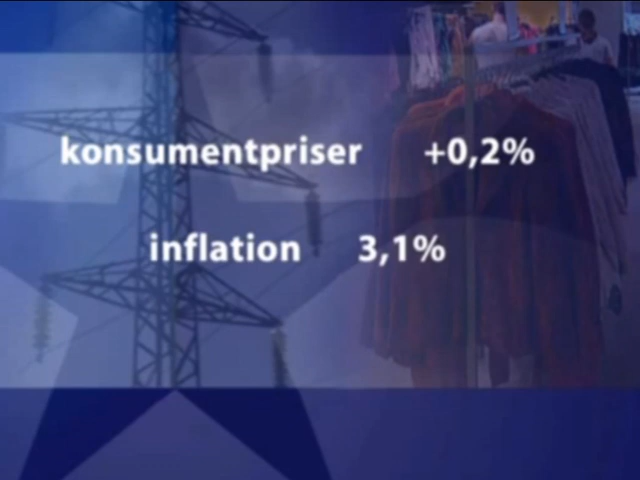 konsumentpriser +0,2%
inflation 3,1%